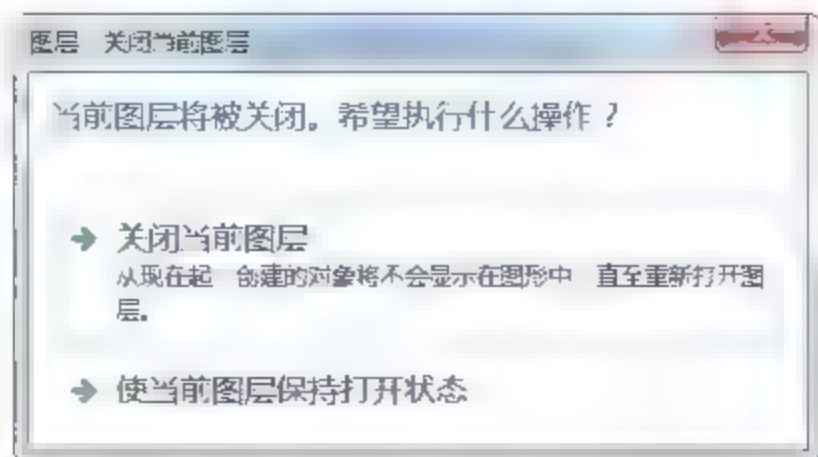 图层 关闭当前图层
当前图层将被关闭。希望执行什么操作？
关闭当前图层
从现在起 创建的对象将不会显示在图形中 直至重新打开图
层。
使当前图层保持打开状态